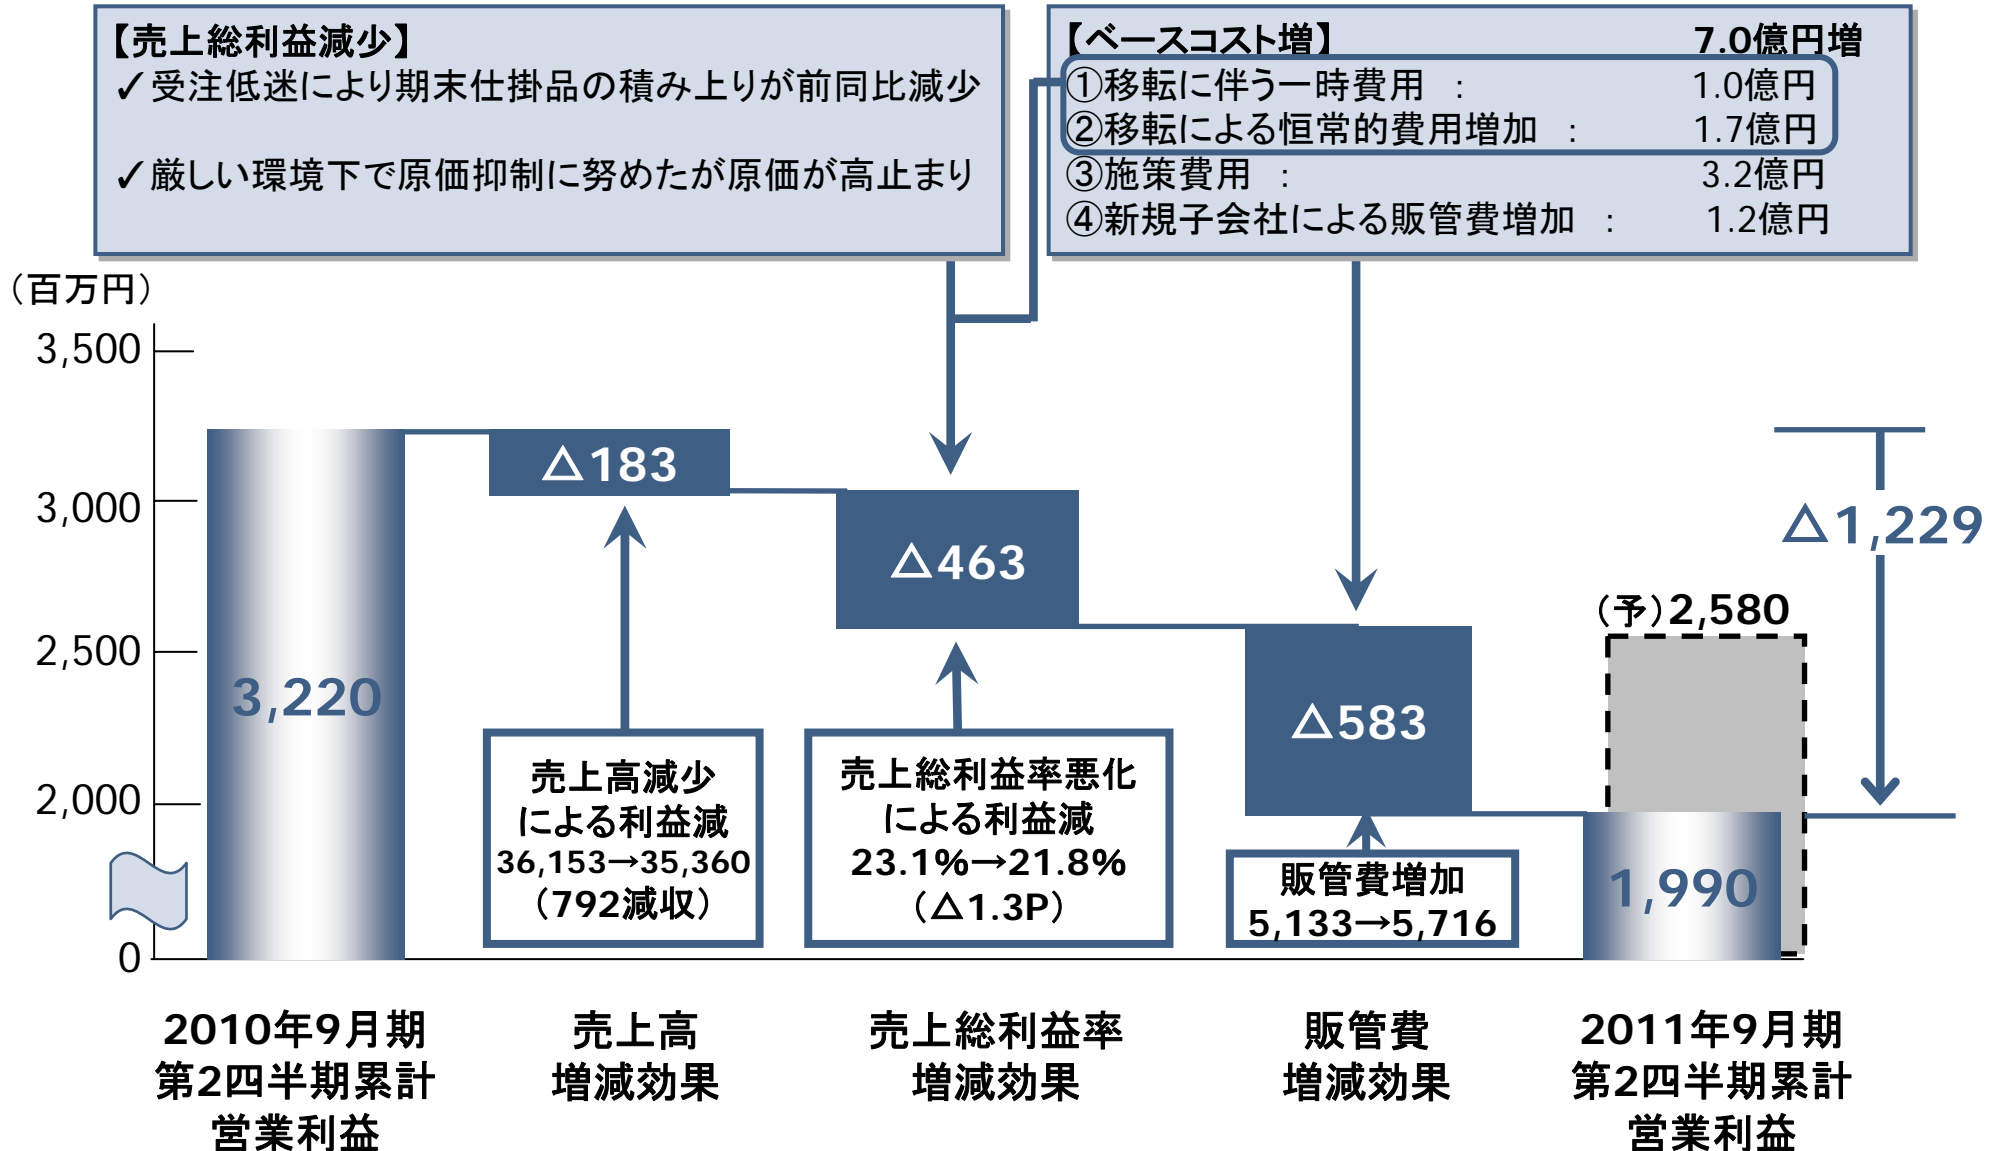 【売上総利益減少】
✓受注低迷により期末仕掛品の積み上りが前同比減少
✓厳しい環境下で原価抑制に努めたが原価が高止まり
【ベースコスト増】 7.0億円増
①移転に伴う一時費用 : 1.0億円
②移転による恒常的費用増加 : 1.7億円
③施策費用 : 3.2億円
④新規子会社による販管費増加 : 1.2億円
（百万円）
3,500
3,000
2,500
2,000
0
3,220
△183
△463
△583
（予）2,580
1,990
△1,229
売上高減少
による利益減
36,153→35,360
（792減収）
売上総利益率悪化
による利益減
23.1%→21.8%
（△1.3P）
販管費増加
5,133→5,716
2010年9月期
第2四半期累計
営業利益
売上高
増減効果
売上総利益率
増減効果
販管費
増減効果
2011年9月期
第2四半期累計
営業利益